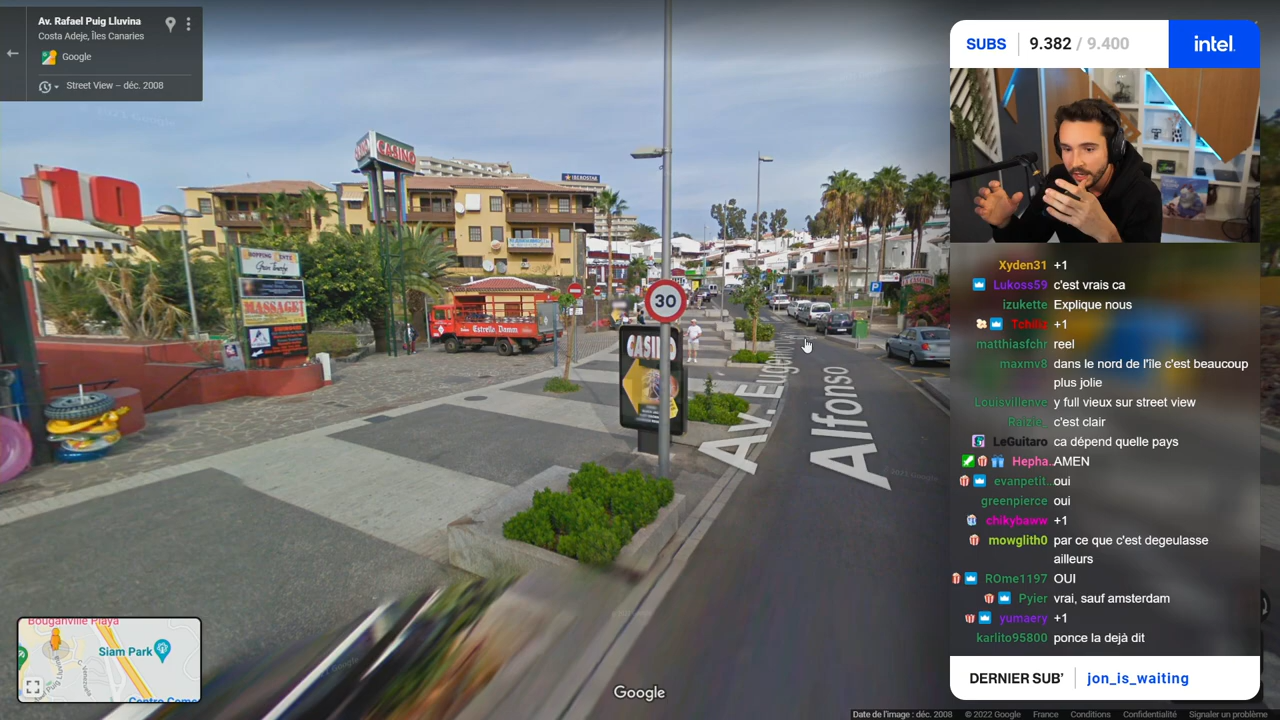 Av. Rafael Puig Lluvina
Costa Adeje, Îles Canaries
Google
Street View – déc. 2008
CASINO
IBEROSTAR
MASSAGE
Estrella Damm
30
CASINO
P
Av. Eugenio
Alfonso
Bouganville Playa
Siam Park
Google
SUBS 9.382 / 9.400
intel.
Xyden31 +1
Lukoss59 c'est vrais ca
izukette Explique nous
+1
matthiasfchr reel
maxmv8 dans le nord de l'île c'est beaucoup
plus jolie
Louisvillenve y full vieux sur street view
c'est clair
LeGuitaro ca dépend quelle pays
Hepha.. AMEN
evanpetit.. oui
greenpierce oui
chikybaww +1
mowglith0 par ce que c'est degeulasse
ailleurs
ROme1197 OUI
Pyier vrai, sauf amsterdam
yumaery +1
karlito95800 ponce la dejà dit
DERNIER SUB' jon_is_waiting
Date de l'image : déc. 2008 © 2022 Google France Conditions Confidentialité Signaler un problème